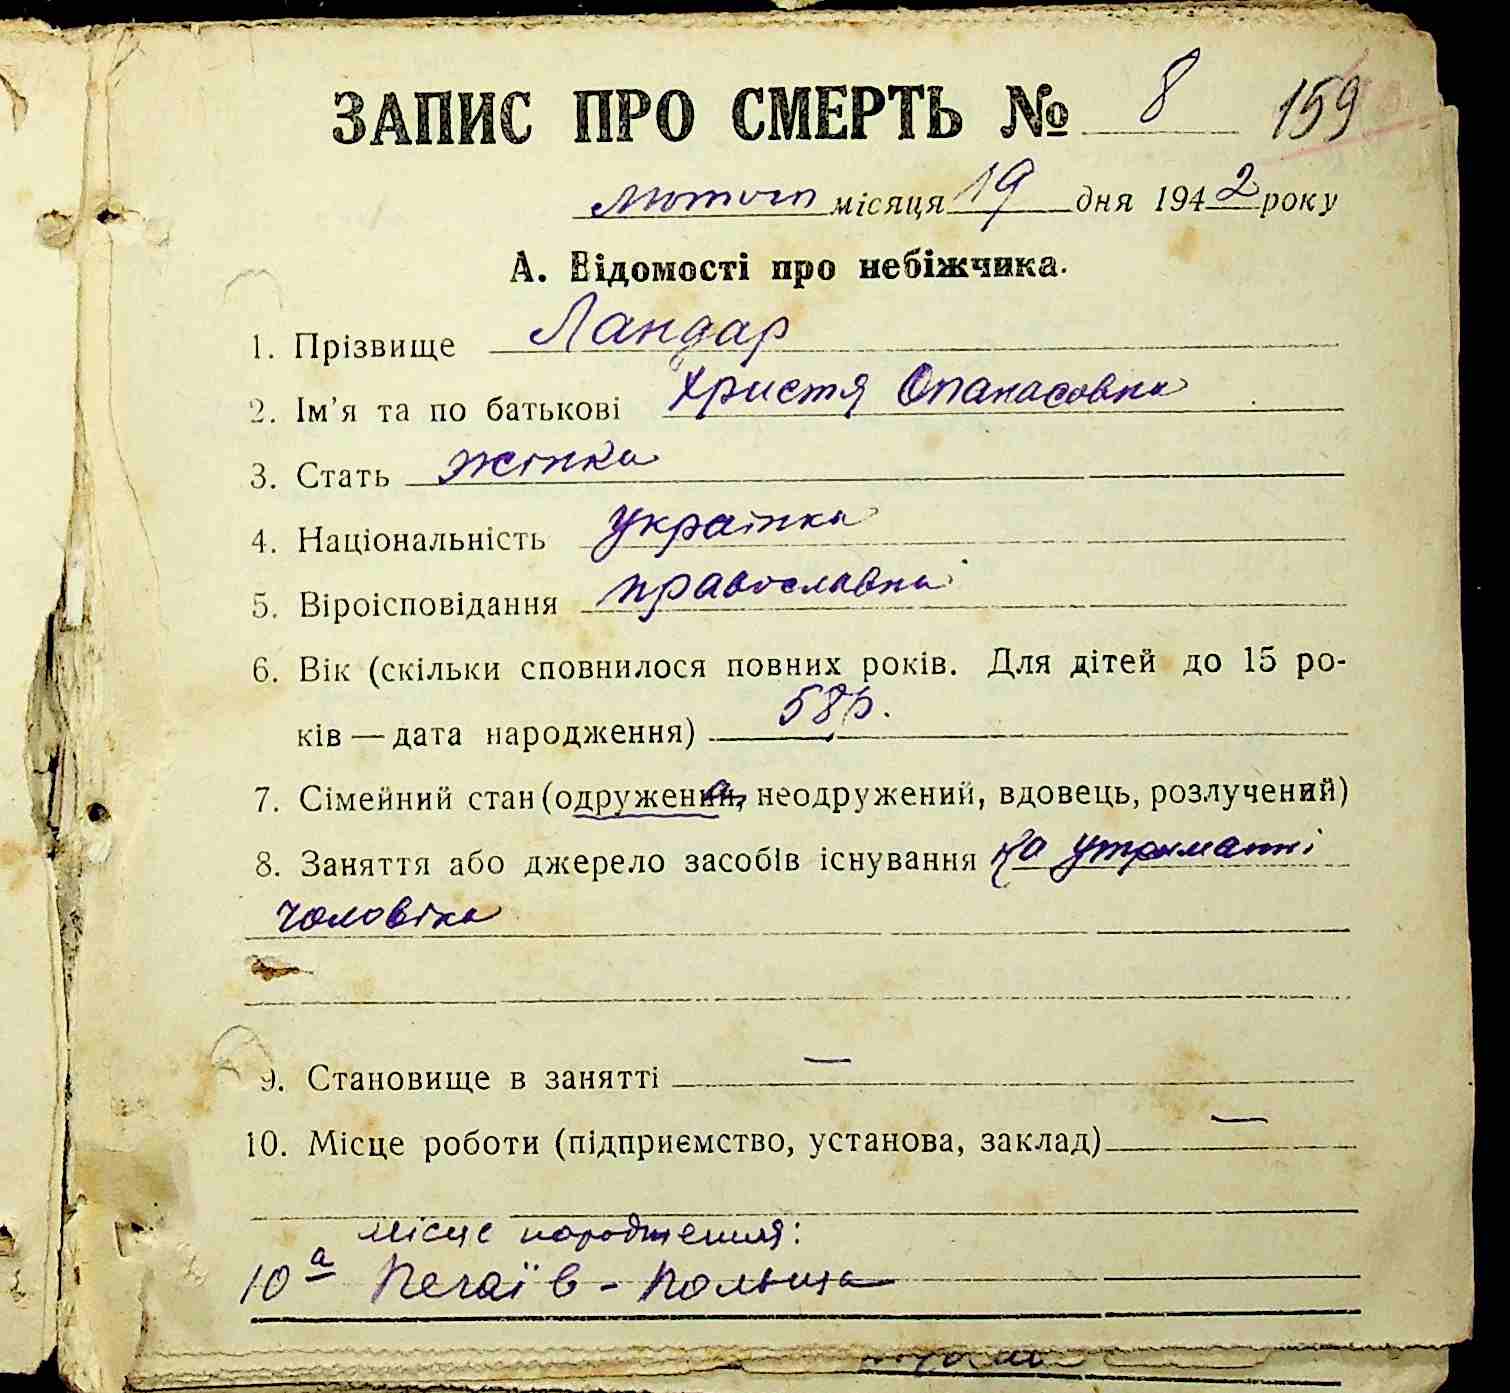 ЗАПИС ПРО СМЕРТЬ № 8 159
лютого місяця 19 дня 1942 року
А. Відомості про небіжчика.
1. Прізвище Ландар
2. Ім'я та по батькові Христя Опанасовна
3. Стать жінка
4. Національність українка
5. Віроісповідання православна
6. Вік (скільки сповнилося повних років. Для дітей до 15 ро-
ків — дата народження) 58 р.
7. Сімейний стан (одружена, неодружений, вдовець, розлучений)
8. Заняття або джерело засобів існування На утриманні
чоловіка
9. Становище в занятті —
10. Місце роботи (підприємство, установа, заклад) —
місце народження:
10а Почаїв - Польща